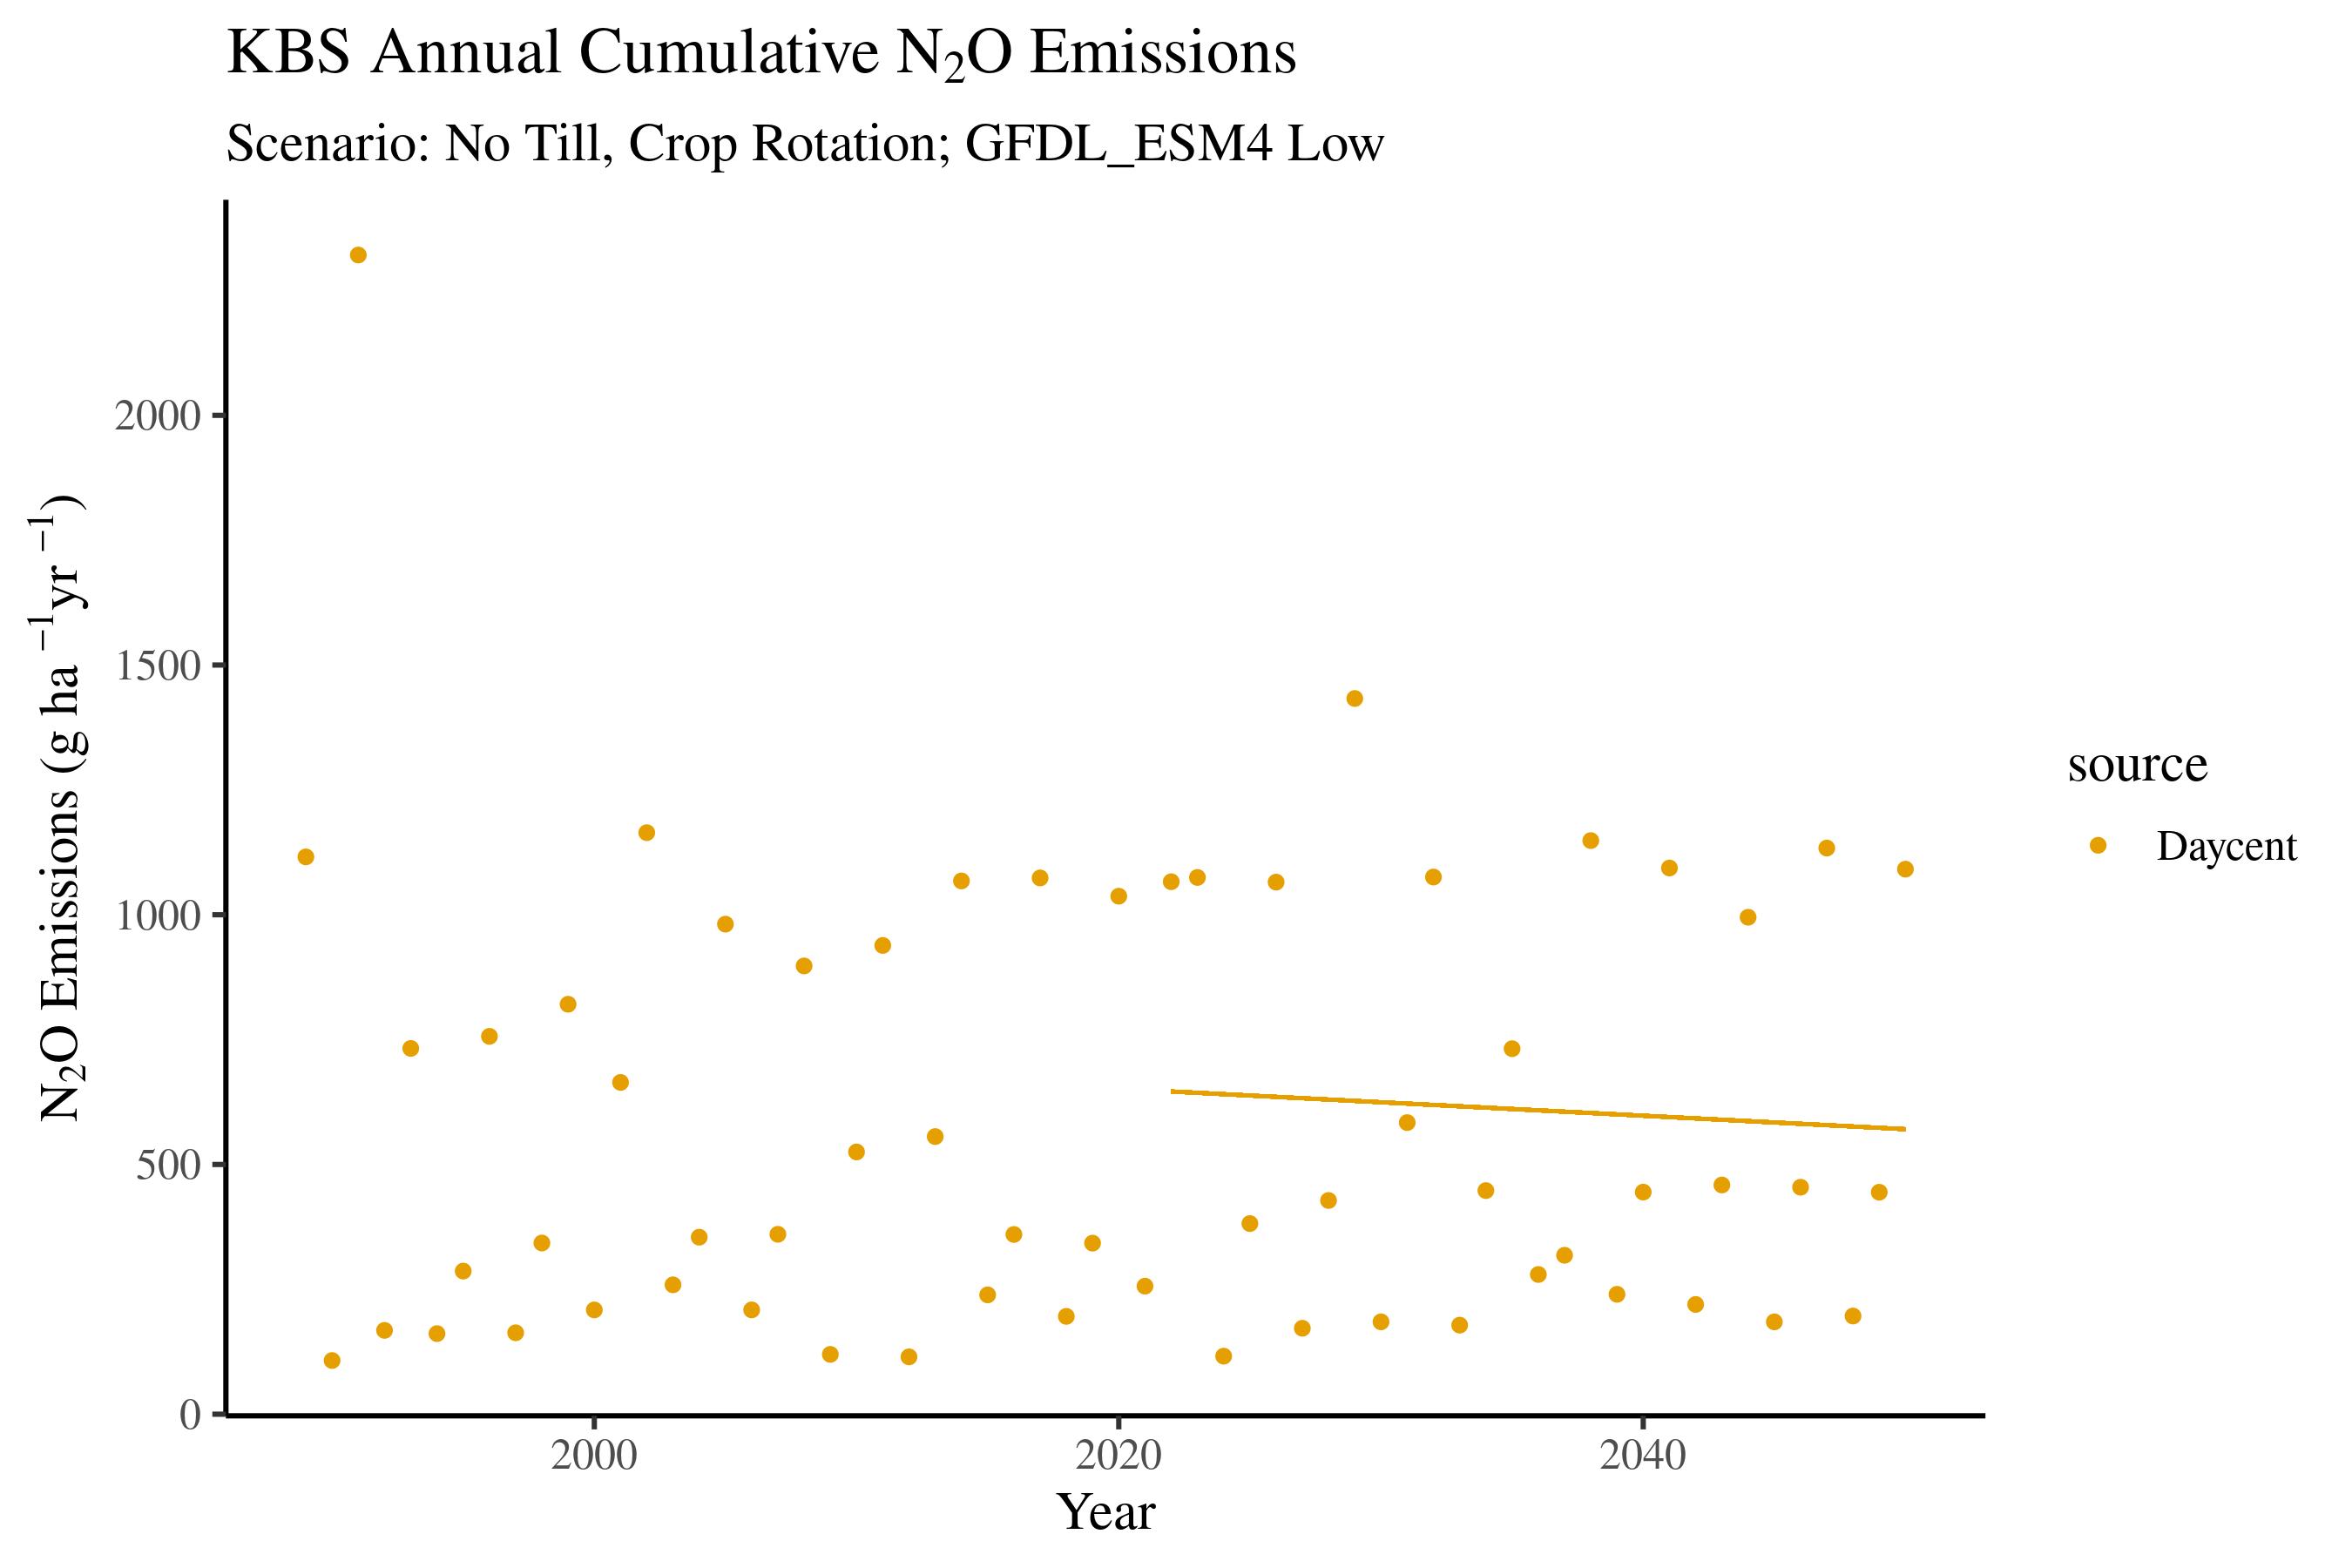 KBS Annual Cumulative N₂O Emissions
Scenario: No Till, Crop Rotation; GFDL_ESM4 Low
N₂O Emissions (g ha⁻¹yr⁻¹)
2000
1500
1000
500
0
2000 2020 2040
Year
source
Daycent